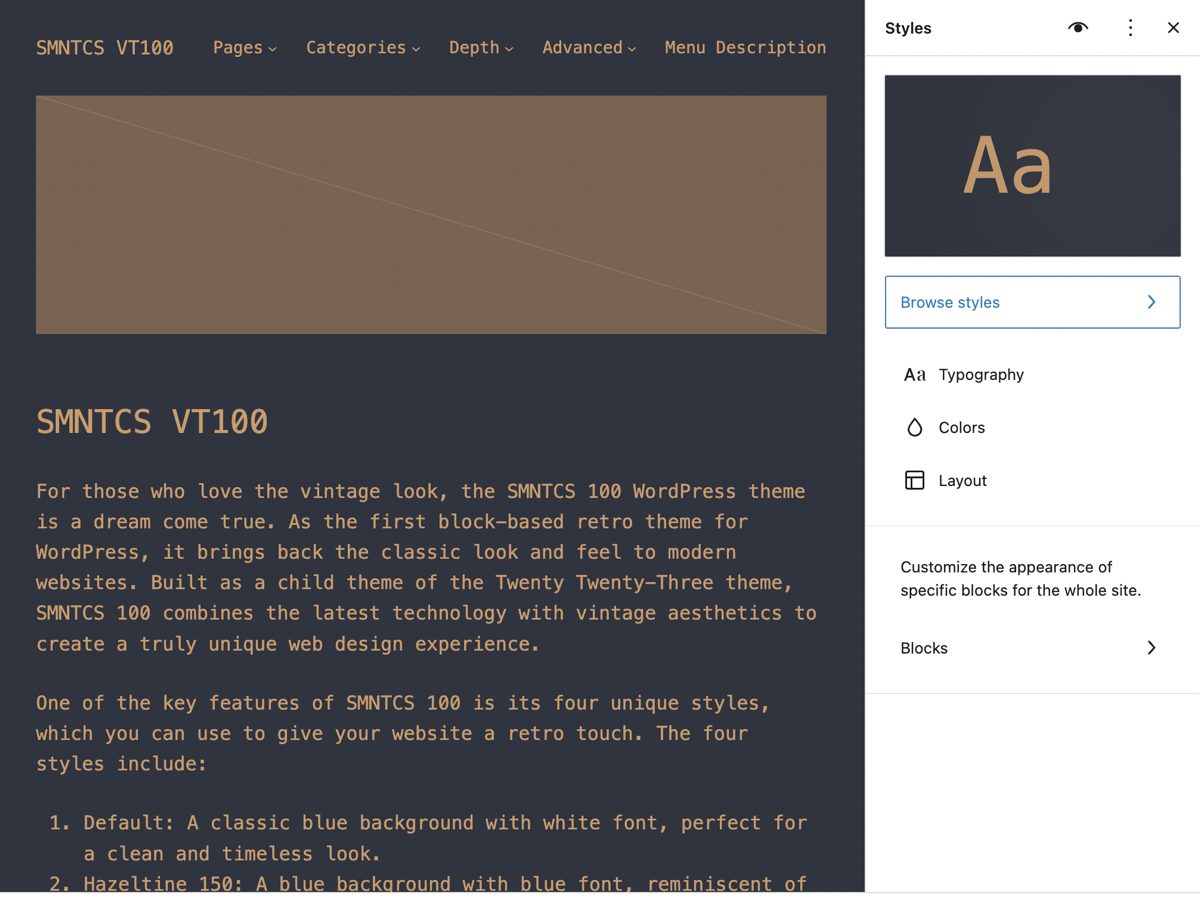 SMNTCS VT100 Pages Categories Depth Advanced Menu Description
SMNTCS VT100
For those who love the vintage look, the SMNTCS 100 WordPress theme
is a dream come true. As the first block-based retro theme for
WordPress, it brings back the classic look and feel to modern
websites. Built as a child theme of the Twenty Twenty-Three theme,
SMNTCS 100 combines the latest technology with vintage aesthetics to
create a truly unique web design experience.
One of the key features of SMNTCS 100 is its four unique styles,
which you can use to give your website a retro touch. The four
styles include:
1. Default: A classic blue background with white font, perfect for
a clean and timeless look.
2. Hazeltine 150: A blue background with blue font, reminiscent of
Styles
Aa
Browse styles
Aa Typography
Colors
Layout
Customize the appearance of
specific blocks for the whole site.
Blocks